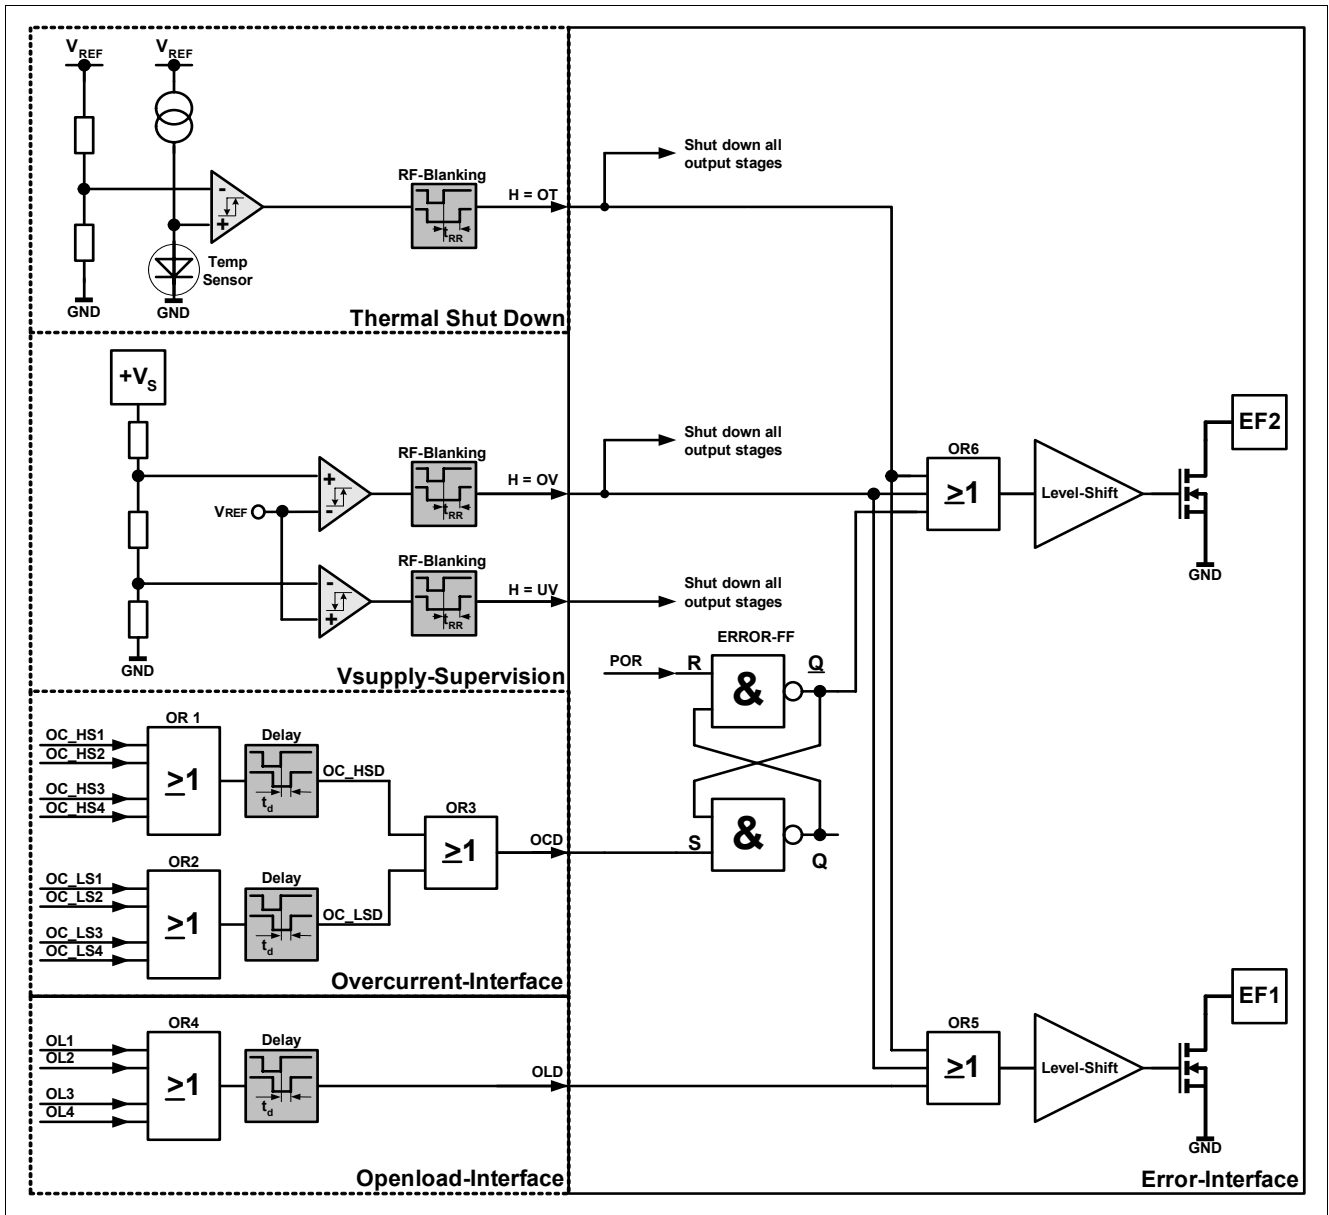 VREF
VREF
Shut down all
output stages
RF-Blanking
H = OT
-
+
tRR
Temp
Sensor
GND
GND
Thermal Shut Down
+VS
Shut down all
output stages
RF-Blanking
H = OV
+
-
VREF
tRR
OR6
≥1
Level-Shift
EF2
GND
RF-Blanking
H = UV
-
+
tRR
Shut down all
output stages
GND
Vsupply-Supervision
ERROR-FF
POR
R
&
Q
OR 1
OC_HS1
OC_HS2
OC_HS3
OC_HS4
≥1
Delay
td
OC_HSD
OR3
≥1
OCD
S
&
Q
OR2
OC_LS1
OC_LS2
OC_LS3
OC_LS4
≥1
Delay
td
OC_LSD
Overcurrent-Interface
OR4
OL1
OL2
OL3
OL4
≥1
Delay
td
OLD
OR5
≥1
Level-Shift
EF1
GND
Openload-Interface
Error-Interface